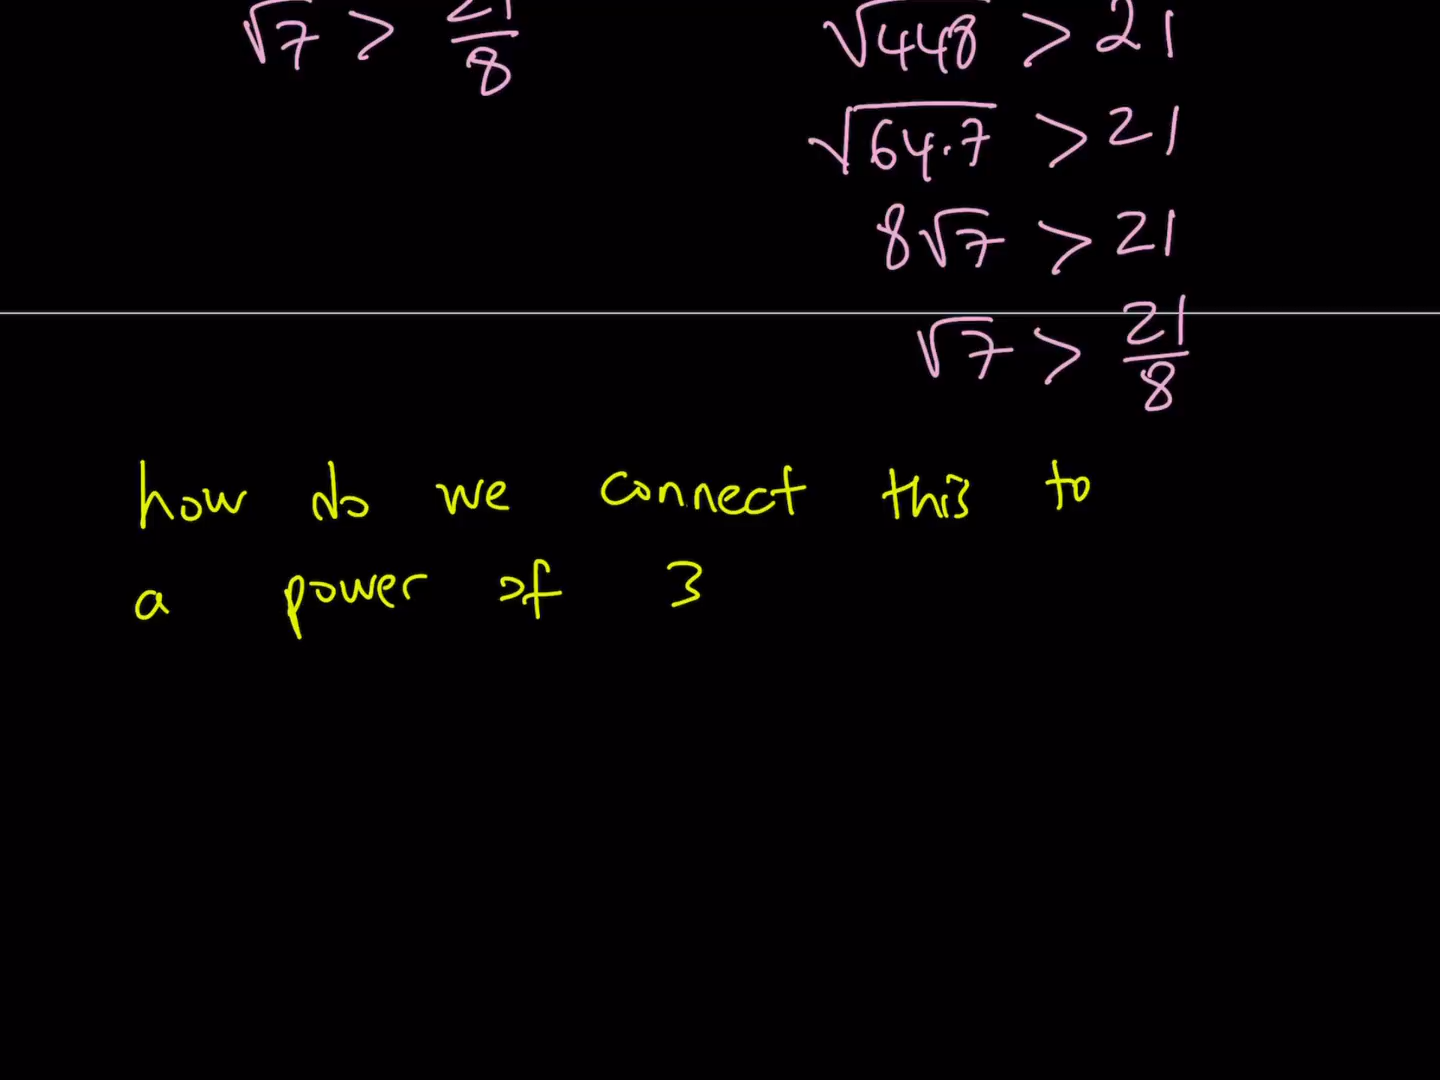 √7 > 21/8
√448 > 21
√64·7 > 21
8√7 > 21
√7 > 21/8
how do we connect this to
a power of 3